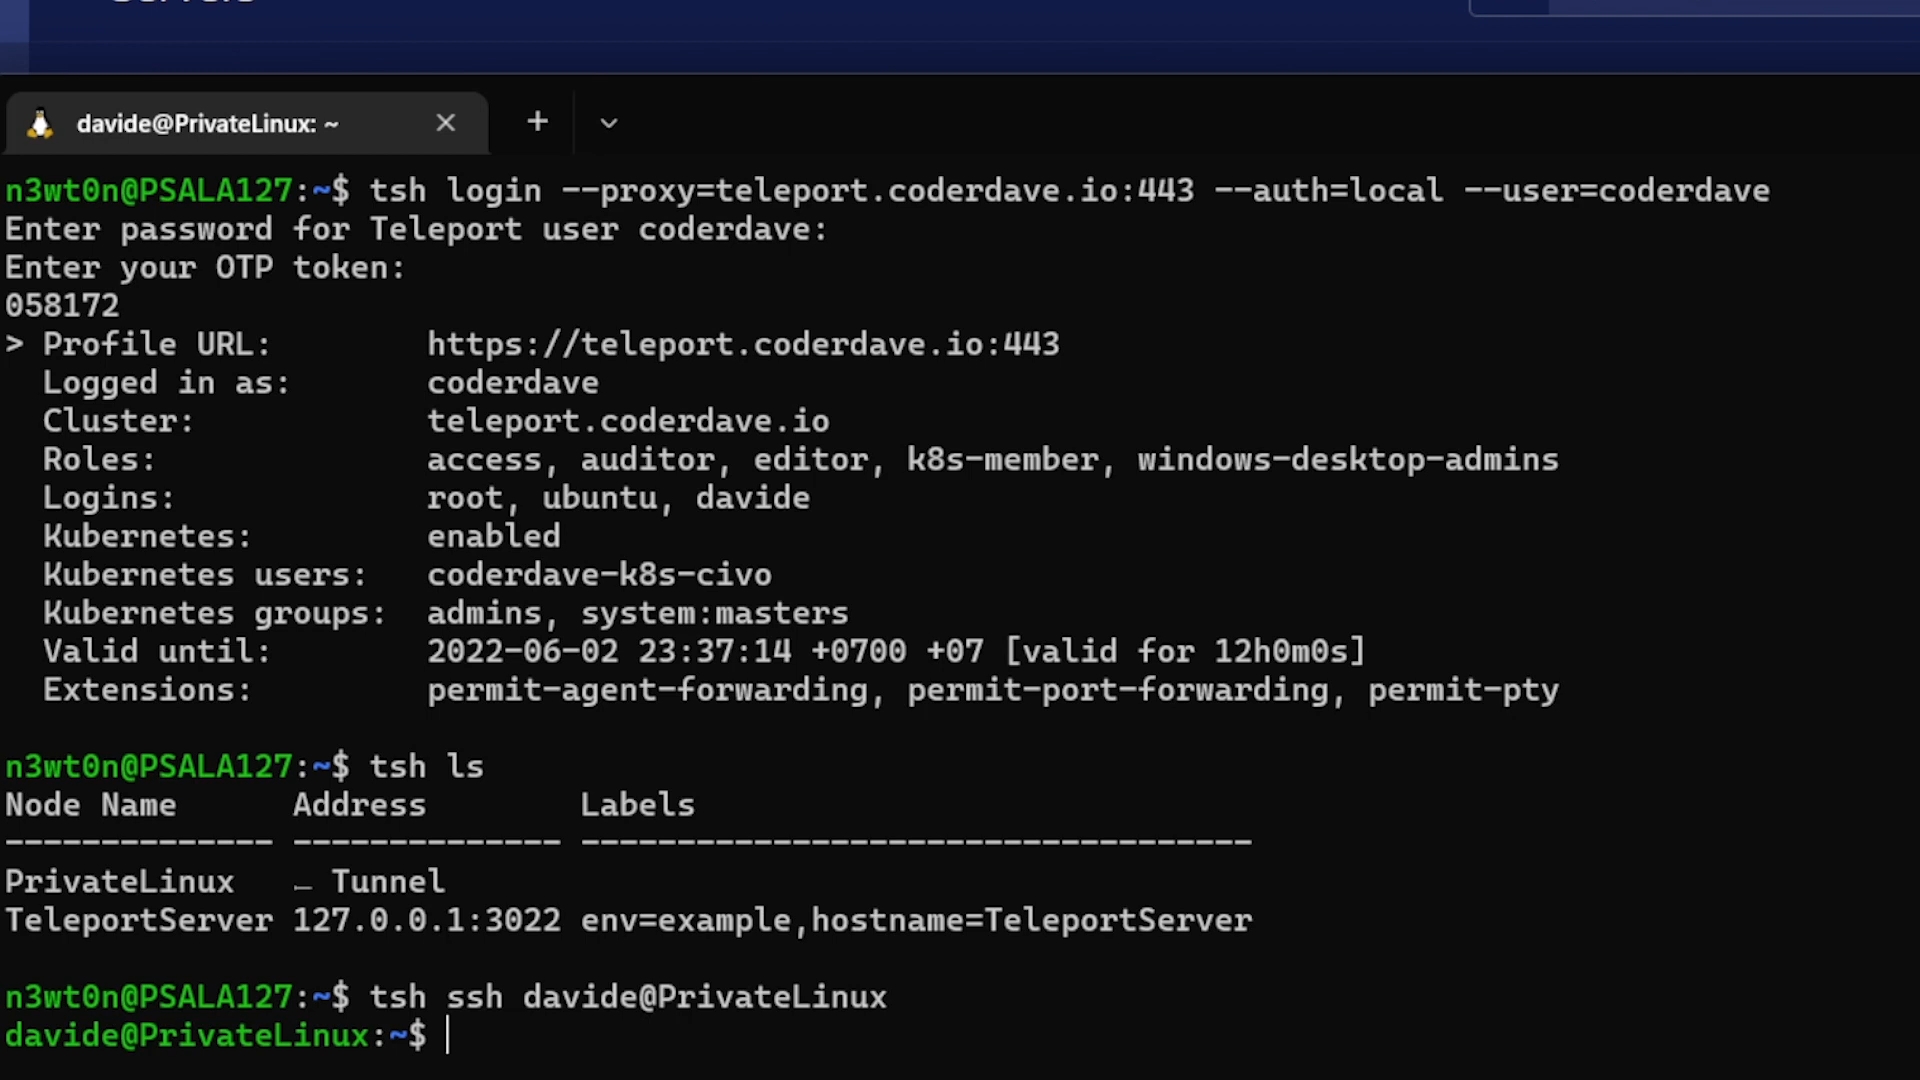 davide@PrivateLinux: ~
n3wt0n@PSALA127:~$ tsh login --proxy=teleport.coderdave.io:443 --auth=local --user=coderdave
Enter password for Teleport user coderdave:
Enter your OTP token:
058172
> Profile URL:        https://teleport.coderdave.io:443
  Logged in as:       coderdave
  Cluster:            teleport.coderdave.io
  Roles:              access, auditor, editor, k8s-member, windows-desktop-admins
  Logins:             root, ubuntu, davide
  Kubernetes:         enabled
  Kubernetes users:   coderdave-k8s-civo
  Kubernetes groups:  admins, system:masters
  Valid until:        2022-06-02 23:37:14 +0700 +07 [valid for 12h0m0s]
  Extensions:         permit-agent-forwarding, permit-port-forwarding, permit-pty
n3wt0n@PSALA127:~$ tsh ls
Node Name      Address        Labels
-------------- -------------- -----------------------------------
PrivateLinux   ← Tunnel
TeleportServer 127.0.0.1:3022 env=example,hostname=TeleportServer
n3wt0n@PSALA127:~$ tsh ssh davide@PrivateLinux
davide@PrivateLinux:~$